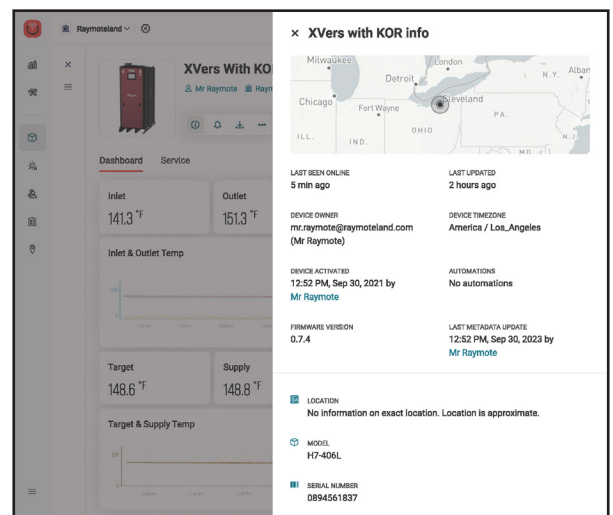 Raymoteland
XVers With KO
Mr Raymote
Raym
Dashboard Service
Inlet
141.3 °F
Outlet
151.3 °F
Inlet & Outlet Temp
Target
148.6 °F
Supply
148.8 °F
Target & Supply Temp
× XVers with KOR info
Milwaukee
London
Detroit
N.Y.
Alban
Chicago
Fort Wayne
Cleveland
PA.
OHIO
ILL.
IND.
N.J
MD.
LAST SEEN ONLINE
5 min ago
LAST UPDATED
2 hours ago
DEVICE OWNER
mr.raymote@raymoteland.com
(Mr Raymote)
DEVICE TIMEZONE
America / Los_Angeles
DEVICE ACTIVATED
12:52 PM, Sep 30, 2021 by
Mr Raymote
AUTOMATIONS
No automations
FIRMWARE VERSION
0.7.4
LAST METADATA UPDATE
12:52 PM, Sep 30, 2023 by
Mr Raymote
LOCATION
No information on exact location. Location is approximate.
MODEL
H7-406L
SERIAL NUMBER
0894561837